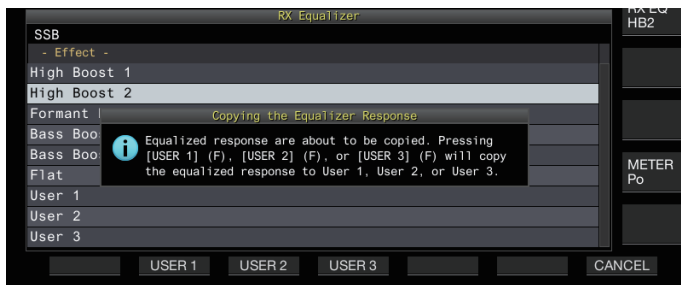 RX Equalizer
RX EQ
HB2
SSB
- Effect -
High Boost 1
High Boost 2
Formant
Copying the Equalizer Response
Bass Boo
Equalized response are about to be copied. Pressing
[USER 1] (F), [USER 2] (F), or [USER 3] (F) will copy
the equalized response to User 1, User 2, or User 3.
Bass Boo
Flat
METER
Po
User 1
User 2
User 3
USER 1 USER 2 USER 3 CANCEL